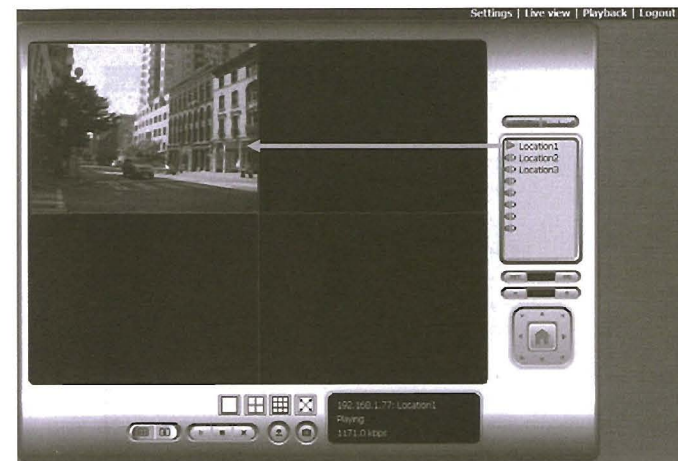 Settings | Live view | Playback | Logout
Location1
Location2
Location3
192.168.1.77: Location1
Playing
1171.0 kbps